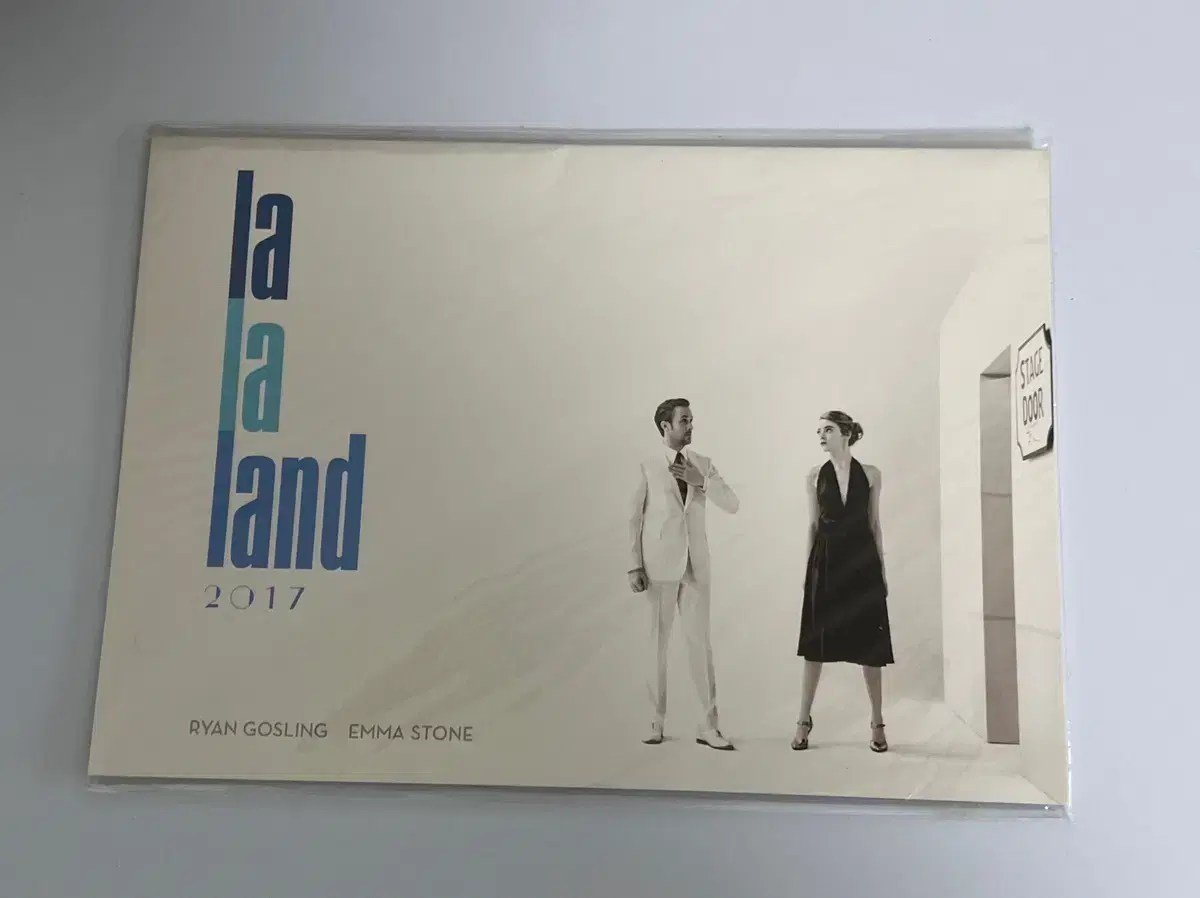 la
la
land
2017
RYAN GOSLING EMMA STONE
STAGE
DOOR